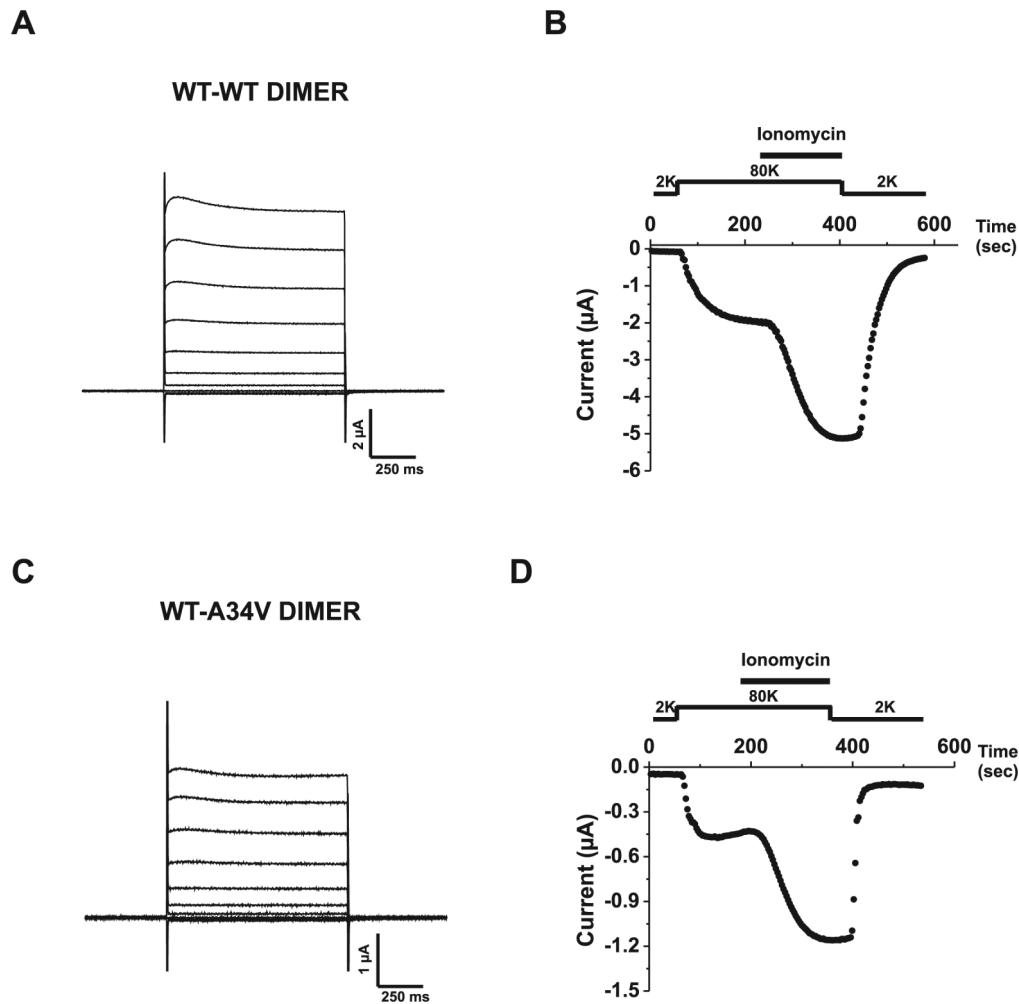 A
WT-WT DIMER
2 µA
250 ms
B
Ionomycin
2K 80K 2K
0 200 400 600 Time (sec)
0
-1
-2
-3
-4
-5
-6
Current (µA)
C
WT-A34V DIMER
1 µA
250 ms
D
Ionomycin
2K 80K 2K
0 200 400 600 Time (sec)
0.0
-0.3
-0.6
-0.9
-1.2
-1.5
Current (µA)